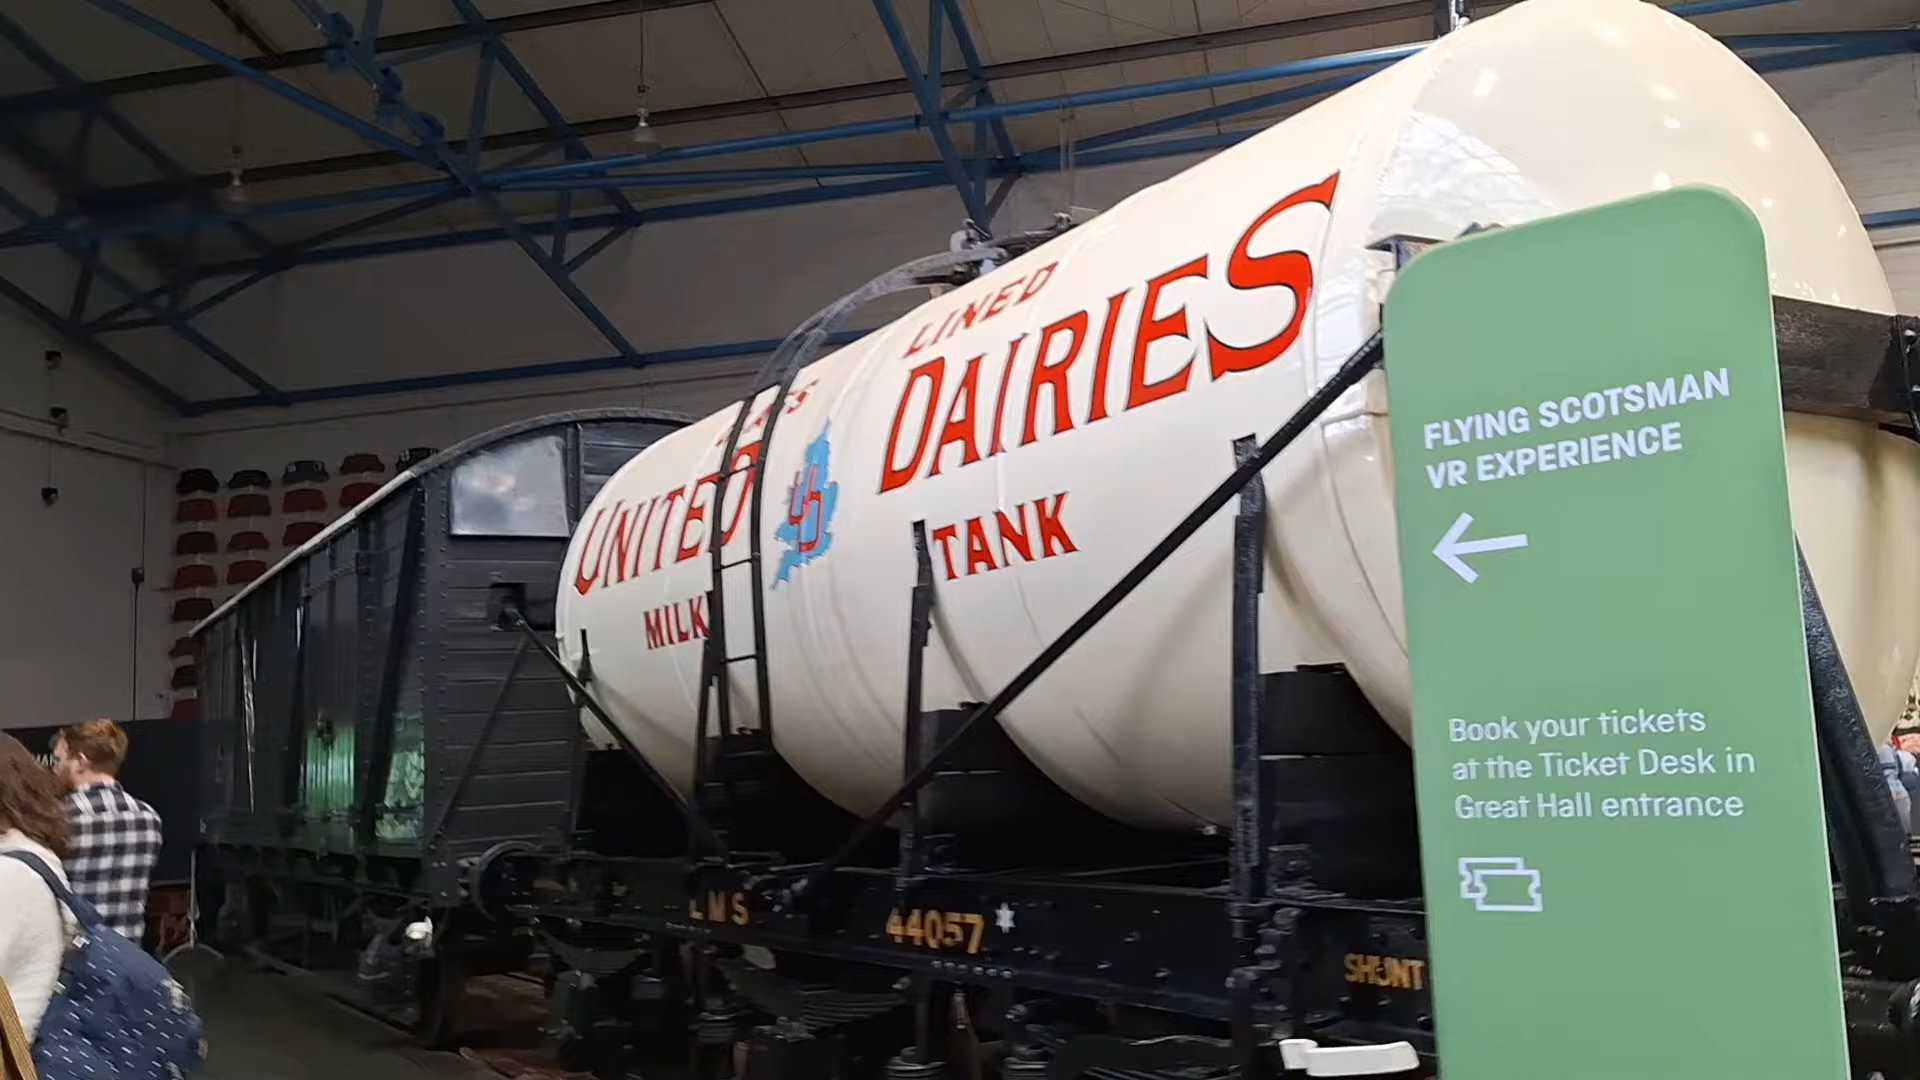 LINED
UNITED DAIRIES
MILK TANK
LMS 44057
SHUNT
FLYING SCOTSMAN
VR EXPERIENCE
Book your tickets
at the Ticket Desk in
Great Hall entrance